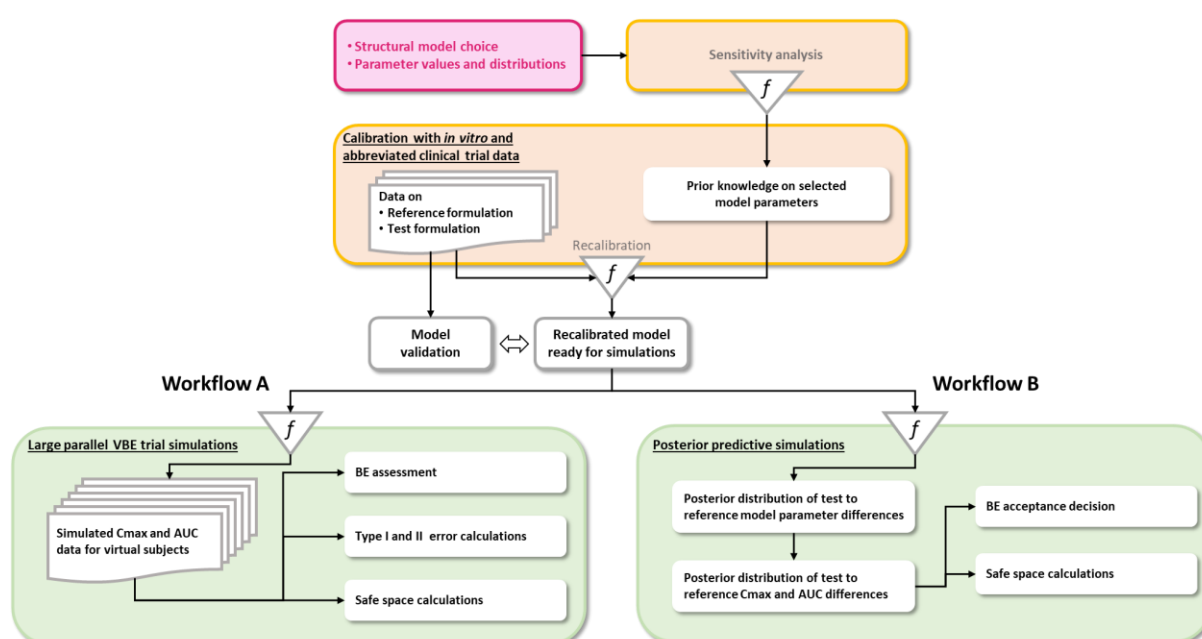 • Structural model choice
• Parameter values and distributions
Sensitivity analysis
f
Calibration with in vitro and
abbreviated clinical trial data
Data on
• Reference formulation
• Test formulation
Prior knowledge on selected
model parameters
Recalibration
f
Model
validation
Recalibrated model
ready for simulations
Workflow A
Workflow B
f
f
Large parallel VBE trial simulations
Simulated Cmax and AUC
data for virtual subjects
BE assessment
Type I and II error calculations
Safe space calculations
Posterior predictive simulations
Posterior distribution of test to
reference model parameter differences
Posterior distribution of test to
reference Cmax and AUC differences
BE acceptance decision
Safe space calculations